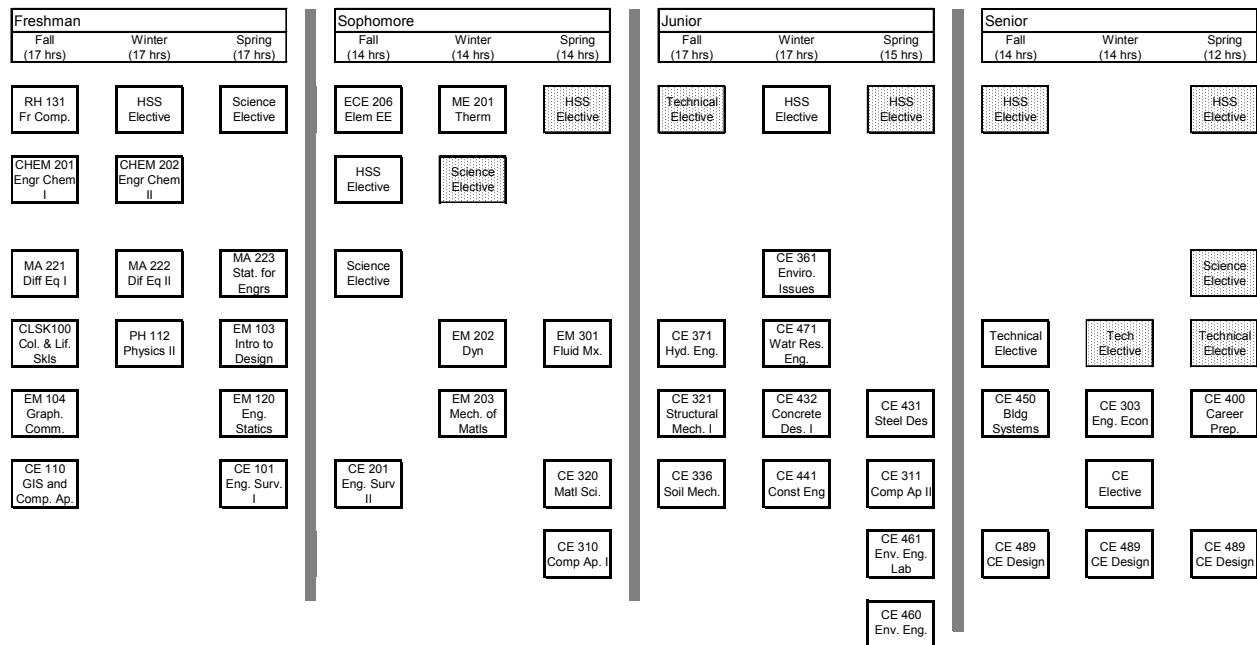 Freshman
Fall Winter Spring
(17 hrs) (17 hrs) (17 hrs)
Sophomore
Fall Winter Spring
(14 hrs) (14 hrs) (14 hrs)
Junior
Fall Winter Spring
(17 hrs) (17 hrs) (15 hrs)
Senior
Fall Winter Spring
(14 hrs) (14 hrs) (12 hrs)
RH 131
Fr Comp.
HSS
Elective
Science
Elective
ECE 206
Elem EE
ME 201
Therm
HSS
Elective
Technical
Elective
HSS
Elective
HSS
Elective
HSS
Elective
HSS
Elective
CHEM 201
Engr Chem
I
CHEM 202
Engr Chem
II
HSS
Elective
Science
Elective
MA 221
Diff Eq I
MA 222
Dif Eq II
MA 223
Stat. for
Engrs
Science
Elective
CE 361
Enviro.
Issues
Science
Elective
CLSK100
Col. & Lif.
Skls
PH 112
Physics II
EM 103
Intro to
Design
EM 202
Dyn
EM 301
Fluid Mx.
CE 371
Hyd. Eng.
CE 471
Watr Res.
Eng.
Technical
Elective
Tech
Elective
Technical
Elective
EM 104
Graph.
Comm.
EM 120
Eng.
Statics
EM 203
Mech. of
Matls
CE 321
Structural
Mech. I
CE 432
Concrete
Des. I
CE 431
Steel Des
CE 450
Bldg
Systems
CE 303
Eng. Econ
CE 400
Career
Prep.
CE 110
GIS and
Comp. Ap.
CE 101
Eng. Surv.
I
CE 201
Eng. Surv
II
CE 320
Matl Sci.
CE 336
Soil Mech.
CE 441
Const Eng
CE 311
Comp Ap II
CE
Elective
CE 310
Comp Ap. I
CE 461
Env. Eng.
Lab
CE 489
CE Design
CE 489
CE Design
CE 489
CE Design
CE 460
Env. Eng.